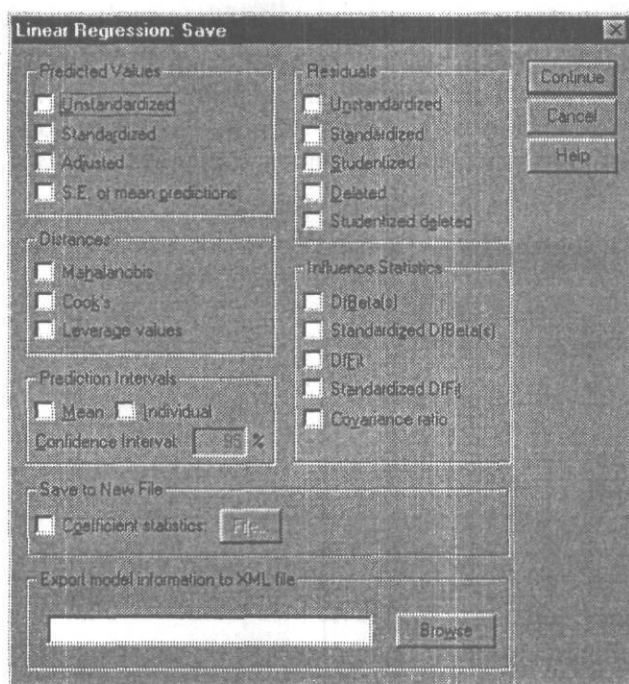 Linear Regression: Save
Predicted Values
Unstandardized
Standardized
Adjusted
S.E. of mean predictions
Distances
Mahalanobis
Cook's
Leverage values
Prediction Intervals
Mean Individual
Confidence Interval: 95 %
Residuals
Unstandardized
Standardized
Studentized
Deleted
Studentized deleted
Influence Statistics
DfBeta(s)
Standardized DfBeta(s)
DfFit
Standardized DfFit
Covariance ratio
Save to New File
Coefficient statistics: File...
Export model information to XML file
Browse
Continue
Cancel
Help